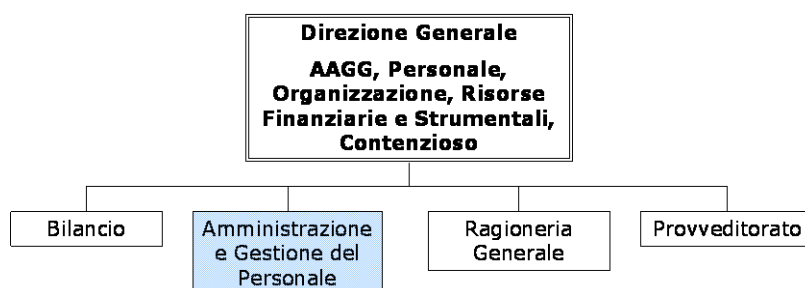 Direzione Generale
AAGG, Personale,
Organizzazione, Risorse
Finanziarie e Strumentali,
Contenzioso
Bilancio
Amministrazione
e Gestione del
Personale
Ragioneria
Generale
Provveditorato